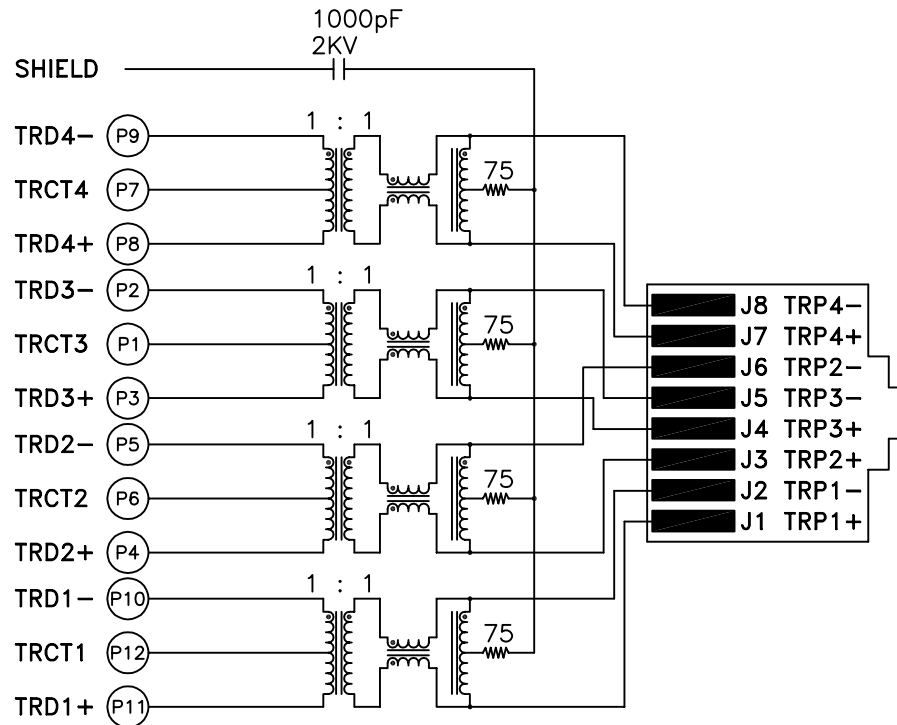 1000pF
2KV
SHIELD
1 : 1
TRD4- P9
75
TRCT4 P7
TRD4+ P8
1 : 1
TRD3- P2
75
TRCT3 P1
TRD3+ P3
1 : 1
TRD2- P5
75
TRCT2 P6
TRD2+ P4
1 : 1
TRD1- P10
75
TRCT1 P12
TRD1+ P11
J8 TRP4-
J7 TRP4+
J6 TRP2-
J5 TRP3-
J4 TRP3+
J3 TRP2+
J2 TRP1-
J1 TRP1+